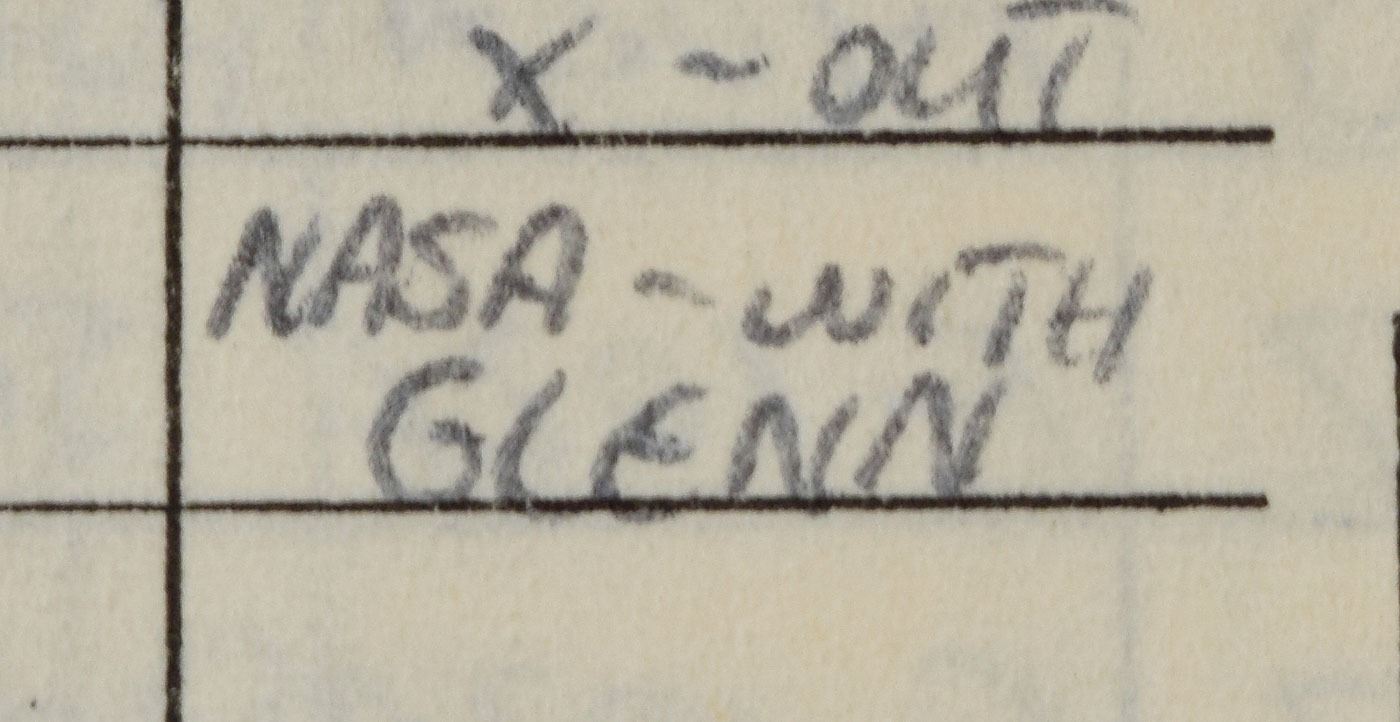 X - OUT
NASA - WITH
GLENN